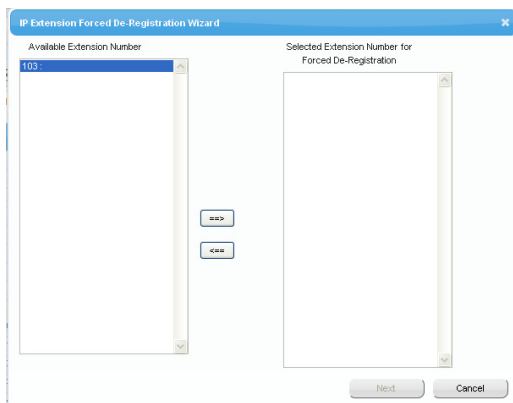 IP Extension Forced De-Registration Wizard
Available Extension Number
Selected Extension Number for
Forced De-Registration
103 :
==>
<==
Next
Cancel